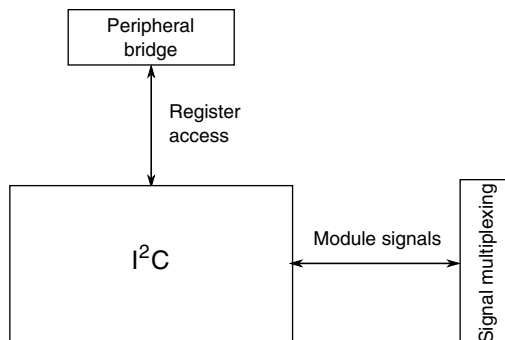 Peripheral
bridge
Register
access
I²C
Module signals
Signal multiplexing